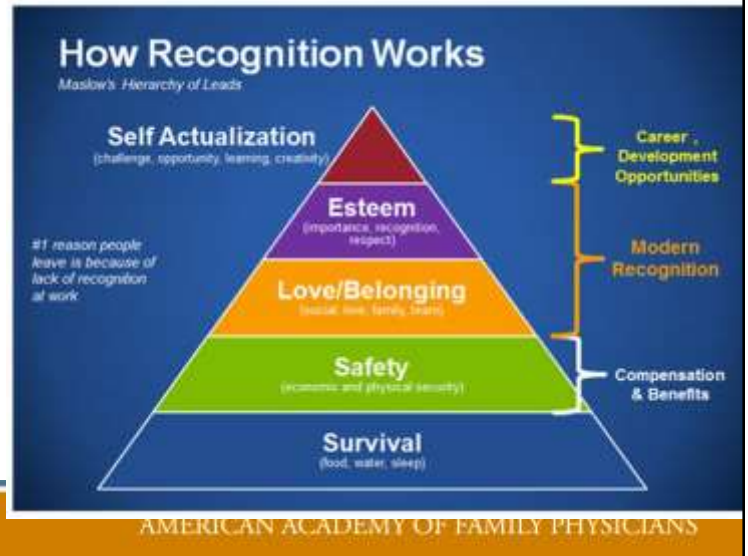 How Recognition Works
Maslow's Hierarchy of Leads
Self Actualization
(challenge, opportunity, learning, creativity)
Career ,
Development
Opportunities
Esteem
(importance, recognition,
respect)
#1 reason people
leave is because of
lack of recognition
at work
Modern
Recognition
Love/Belonging
(social, love, family, team)
Safety
(economic and physical security)
Compensation
& Benefits
Survival
(food, water, sleep)
AMERICAN ACADEMY OF FAMILY PHYSICIANS